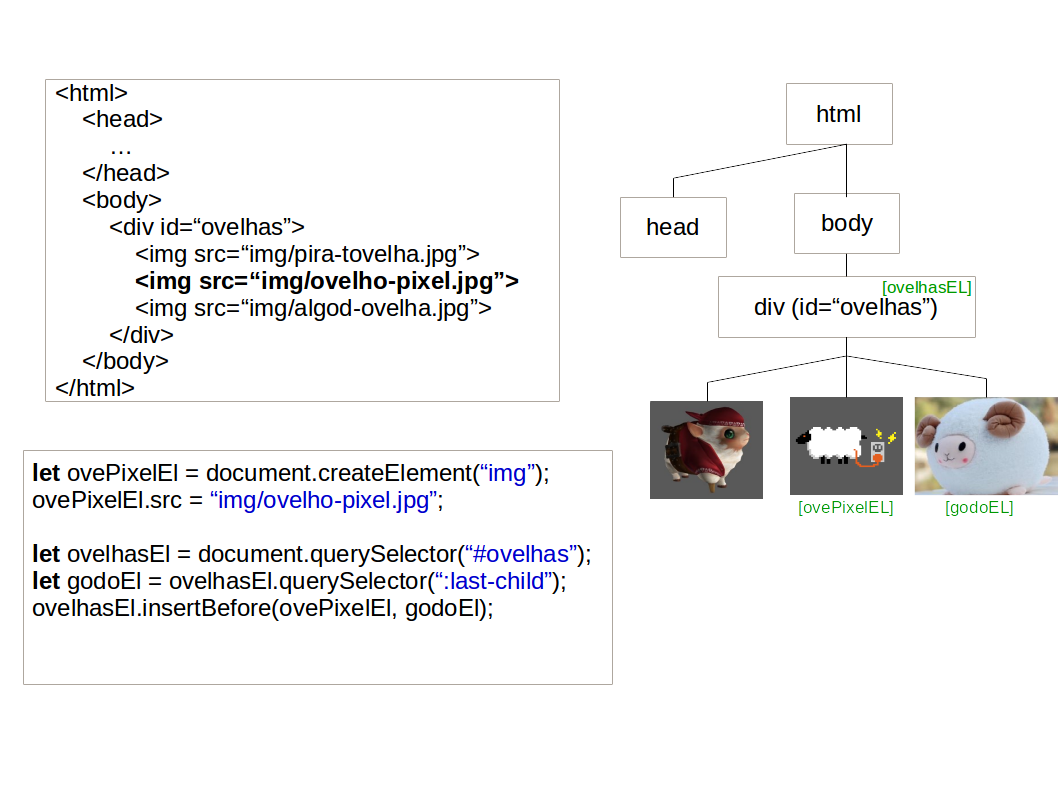 <html>
<head>
…
</head>
<body>
<div id=“ovelhas”>
<img src=“img/pira-tovelha.jpg”>
<img src=“img/ovelho-pixel.jpg”>
<img src=“img/algod-ovelha.jpg”>
</div>
</body>
</html>
let ovePixelEl = document.createElement(“img”);
ovePixelEl.src = “img/ovelho-pixel.jpg”;
let ovelhasEl = document.querySelector(“#ovelhas”);
let godoEl = ovelhasEl.querySelector(“:last-child”);
ovelhasEl.insertBefore(ovePixelEl, godoEl);
html
head
body
[ovelhasEL]
div (id=“ovelhas”)
[ovePixelEL]
[godoEL]